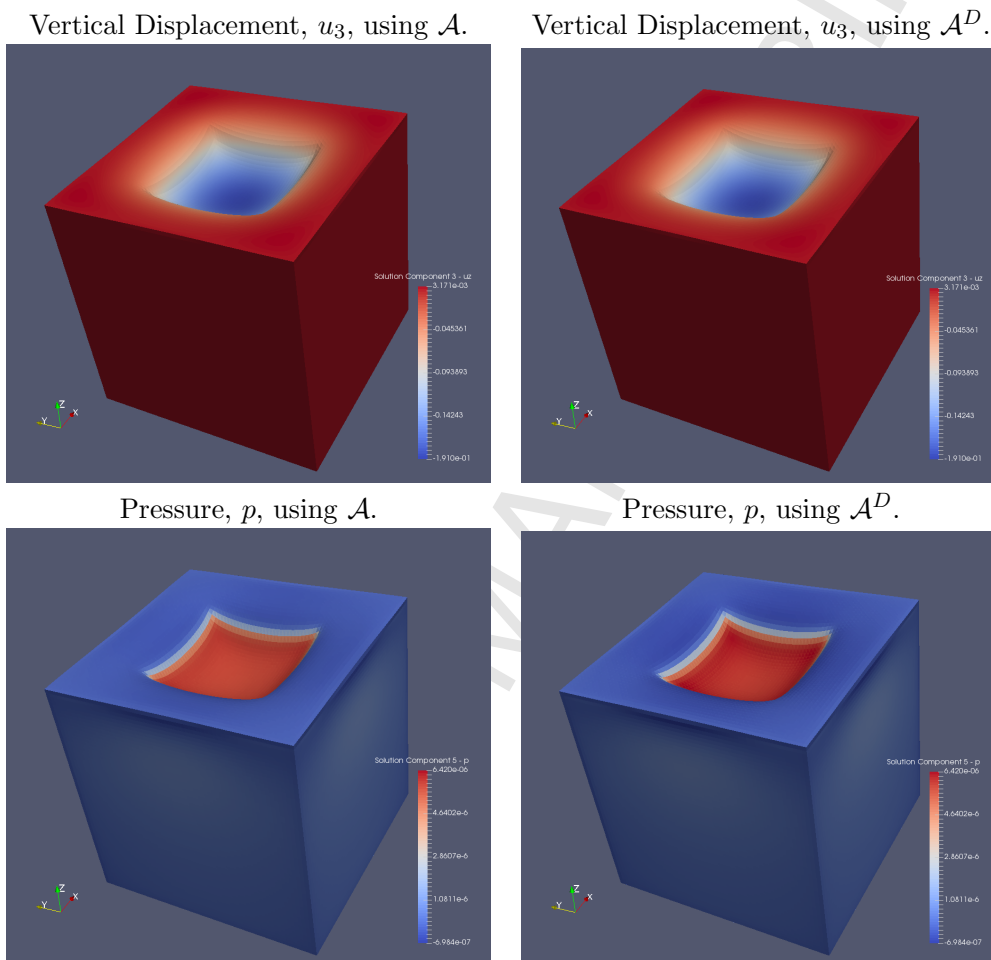 Vertical Displacement, u₃, using 𝒜.
Vertical Displacement, u₃, using 𝒜ᴰ.
Solution Component 3 - uz
3.171e-03
-0.045361
-0.093893
-0.14243
-1.910e-01
Z
Y
X
Solution Component 3 - uz
3.171e-03
-0.045361
-0.093893
-0.14243
-1.910e-01
Z
Y
X
Pressure, p, using 𝒜.
Pressure, p, using 𝒜ᴰ.
Solution Component 5 - p
6.420e-06
4.6402e-6
2.8607e-6
1.0811e-6
-6.984e-07
Z
Y
X
Solution Component 5 - p
6.420e-06
4.6402e-6
2.8607e-6
1.0811e-6
-6.984e-07
Z
Y
X